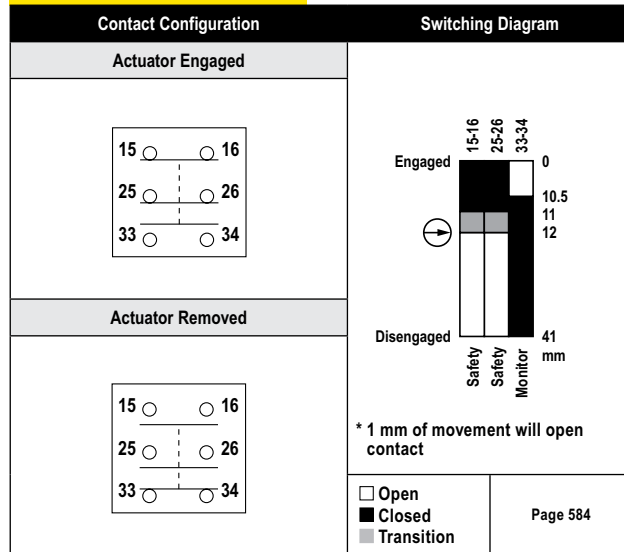 Contact Configuration
Switching Diagram
Actuator Engaged
15 16
25 26
33 34
Actuator Removed
15 16
25 26
33 34
15-16
25-26
33-34
Engaged 0
10.5
11
12
Disengaged 41
mm
Safety
Safety
Monitor
* 1 mm of movement will open
contact
Open
Closed
Transition
Page 584